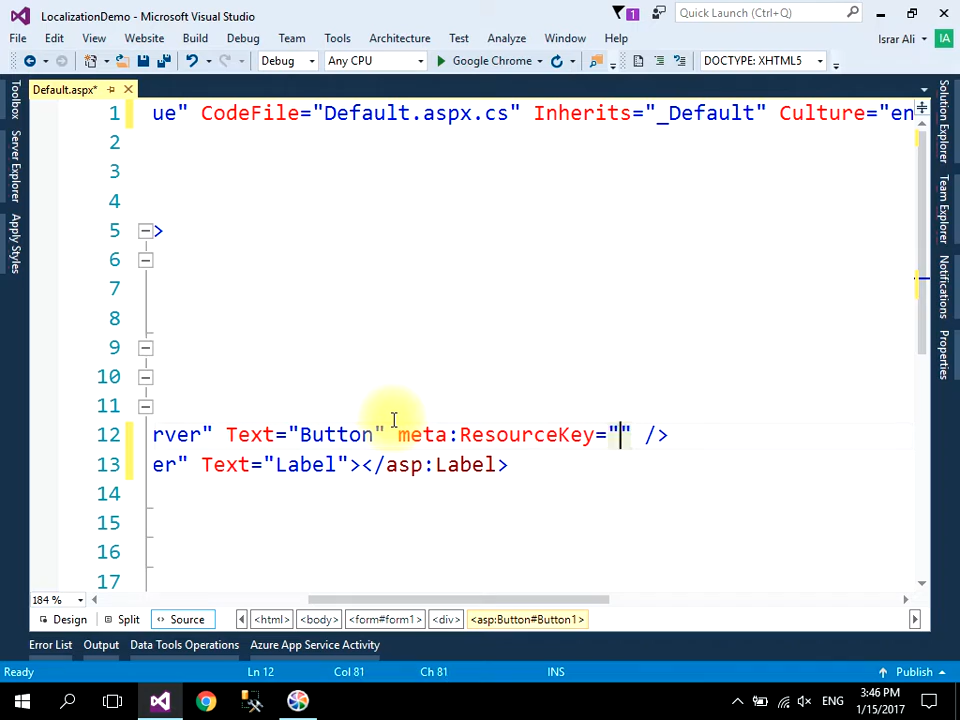 LocalizationDemo - Microsoft Visual Studio
1
Quick Launch (Ctrl+Q)
File Edit View Website Build Debug Team Tools Architecture Test Analyze Window Help
Israr Ali IA
Debug Any CPU Google Chrome DOCTYPE: XHTML5
Default.aspx*
Toolbox
Server Explorer
Apply Styles
1 ue" CodeFile="Default.aspx.cs" Inherits="_Default" Culture="en
2
3
4
5 >
6
7
8
9
10
11
12 rver" Text="Button" meta:ResourceKey="" />
13 er" Text="Label"></asp:Label>
14
15
16
17
Solution Explorer
Team Explorer
Notifications
Properties
184 %
Design Split Source <html> <body> <form#form1> <div> <asp:Button#Button1>
Error List Output Data Tools Operations Azure App Service Activity
Ready Ln 12 Col 81 Ch 81 INS Publish
ENG 3:46 PM
1/15/2017